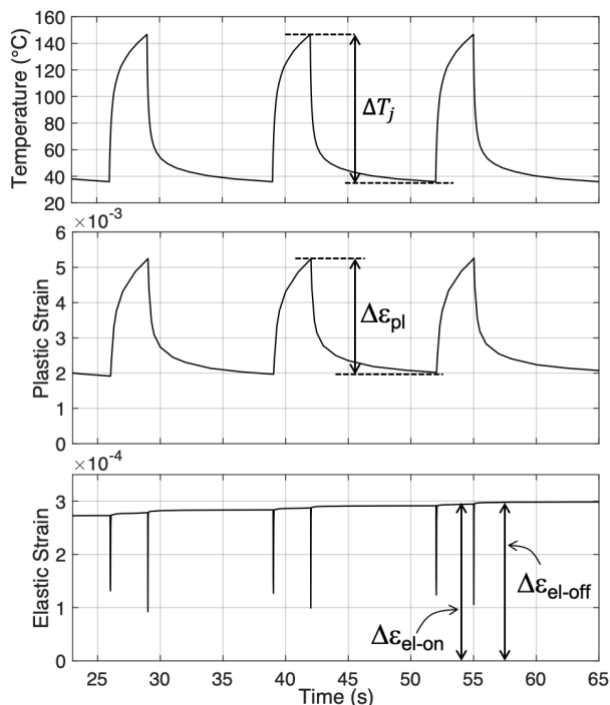 160
140
120
100
80
60
40
20
Temperature (°C)
ΔTj
×10-3
6
5
4
3
2
1
0
Plastic Strain
Δεpl
×10-4
3
2
1
0
Elastic Strain
Δεel-off
Δεel-on
25 30 35 40 45 50 55 60 65
Time (s)